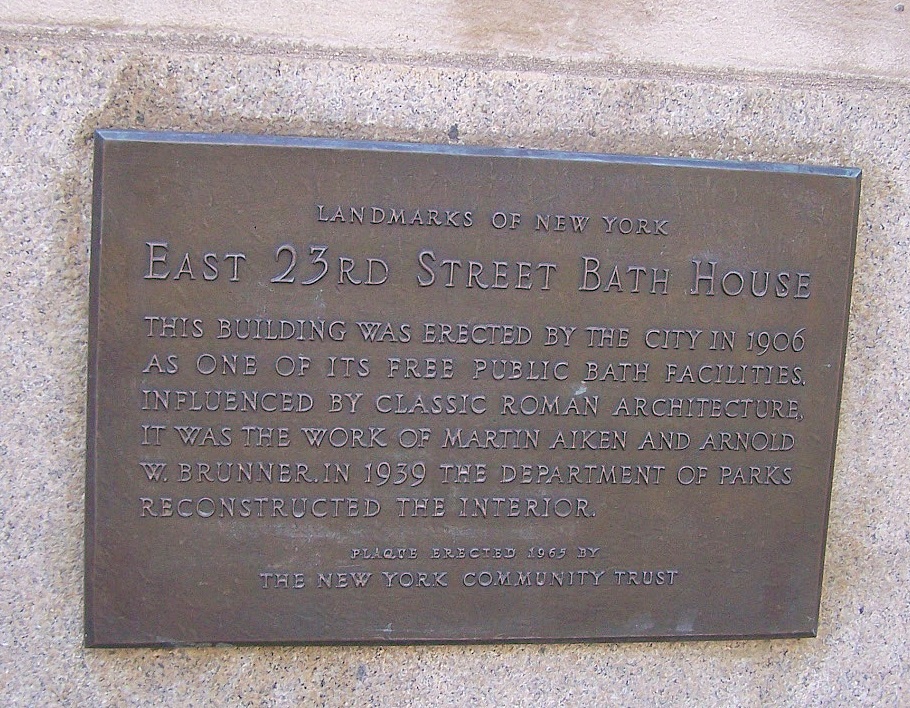 LANDMARKS OF NEW YORK
EAST 23RD STREET BATH HOUSE
THIS BUILDING WAS ERECTED BY THE CITY IN 1906
AS ONE OF ITS FREE PUBLIC BATH FACILITIES.
INFLUENCED BY CLASSIC ROMAN ARCHITECTURE,
IT WAS THE WORK OF MARTIN AIKEN AND ARNOLD
W. BRUNNER. IN 1939 THE DEPARTMENT OF PARKS
RECONSTRUCTED THE INTERIOR.
PLAQUE ERECTED 1965 BY
THE NEW YORK COMMUNITY TRUST